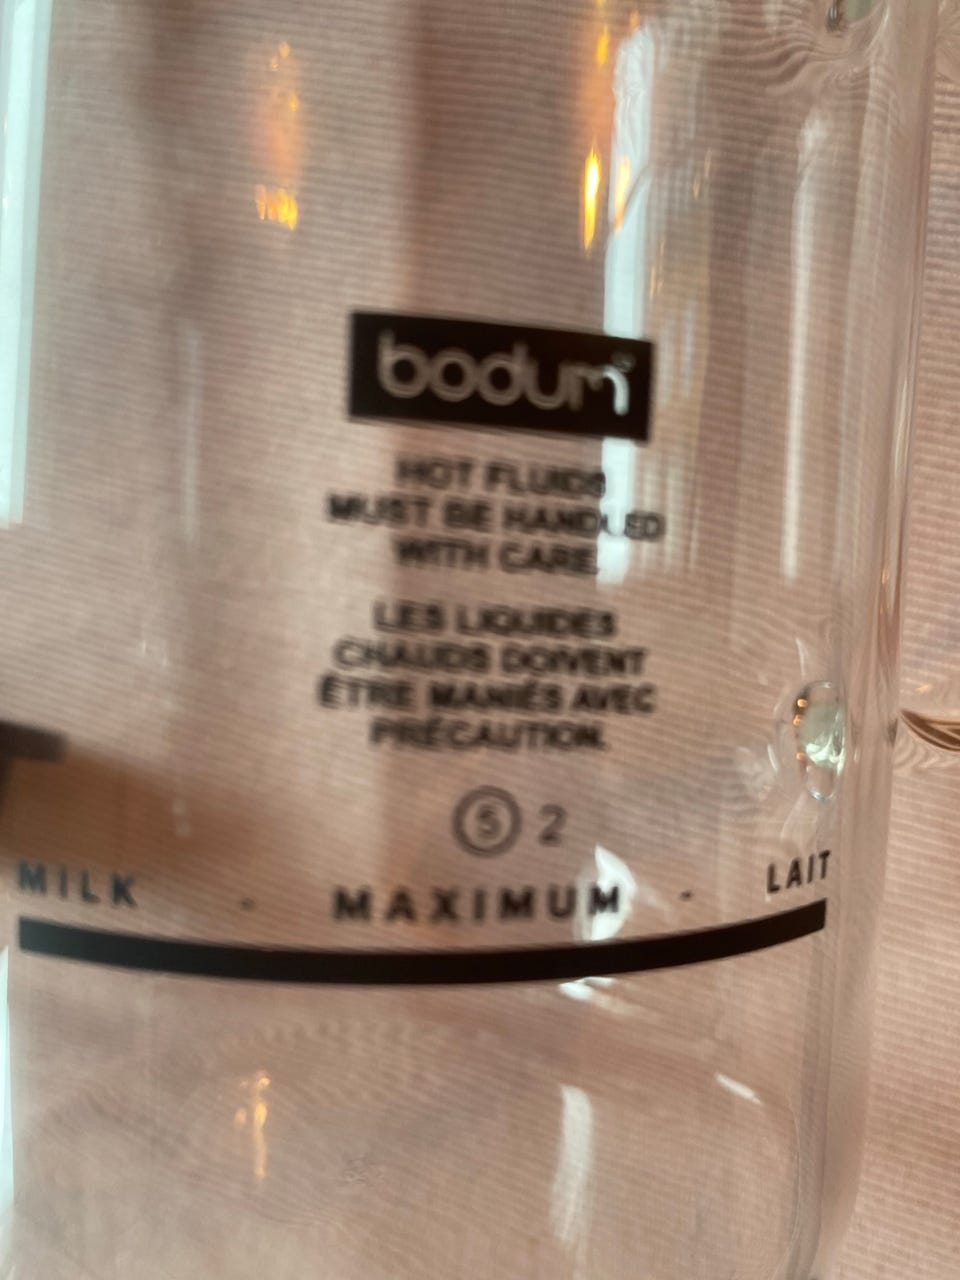 bodum®
HOT FLUIDS
MUST BE HANDLED
WITH CARE.
LES LIQUIDES
CHAUDS DOIVENT
ÊTRE MANIÉS AVEC
PRÉCAUTION.
5 2
MILK - MAXIMUM - LAIT